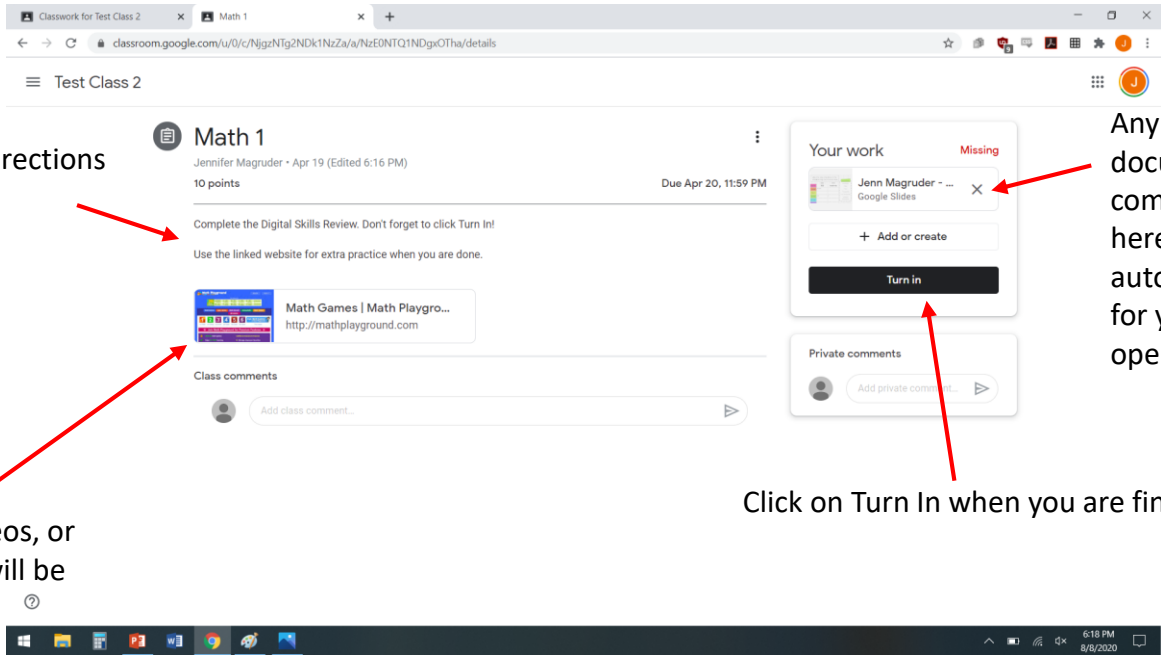 Classwork for Test Class 2
Math 1
classroom.google.com/u/0/c/NjgzNTg2NDk1NzZa/a/NzE0NTQ1NDgxOTha/details
Test Class 2
J
Math 1
Jennifer Magruder • Apr 19 (Edited 6:16 PM)
10 points
Due Apr 20, 11:59 PM
Complete the Digital Skills Review. Don't forget to click Turn In!
Use the linked website for extra practice when you are done.
Math Games | Math Playgro...
http://mathplayground.com
Class comments
Add class comment...
Your work
Missing
Jenn Magruder - ...
Google Slides
+ Add or create
Turn in
Private comments
Add private comment...
rections
Any
docu
com
here
auto
for y
ope
Click on Turn In when you are fin
eos, or
will be
6:18 PM
8/8/2020